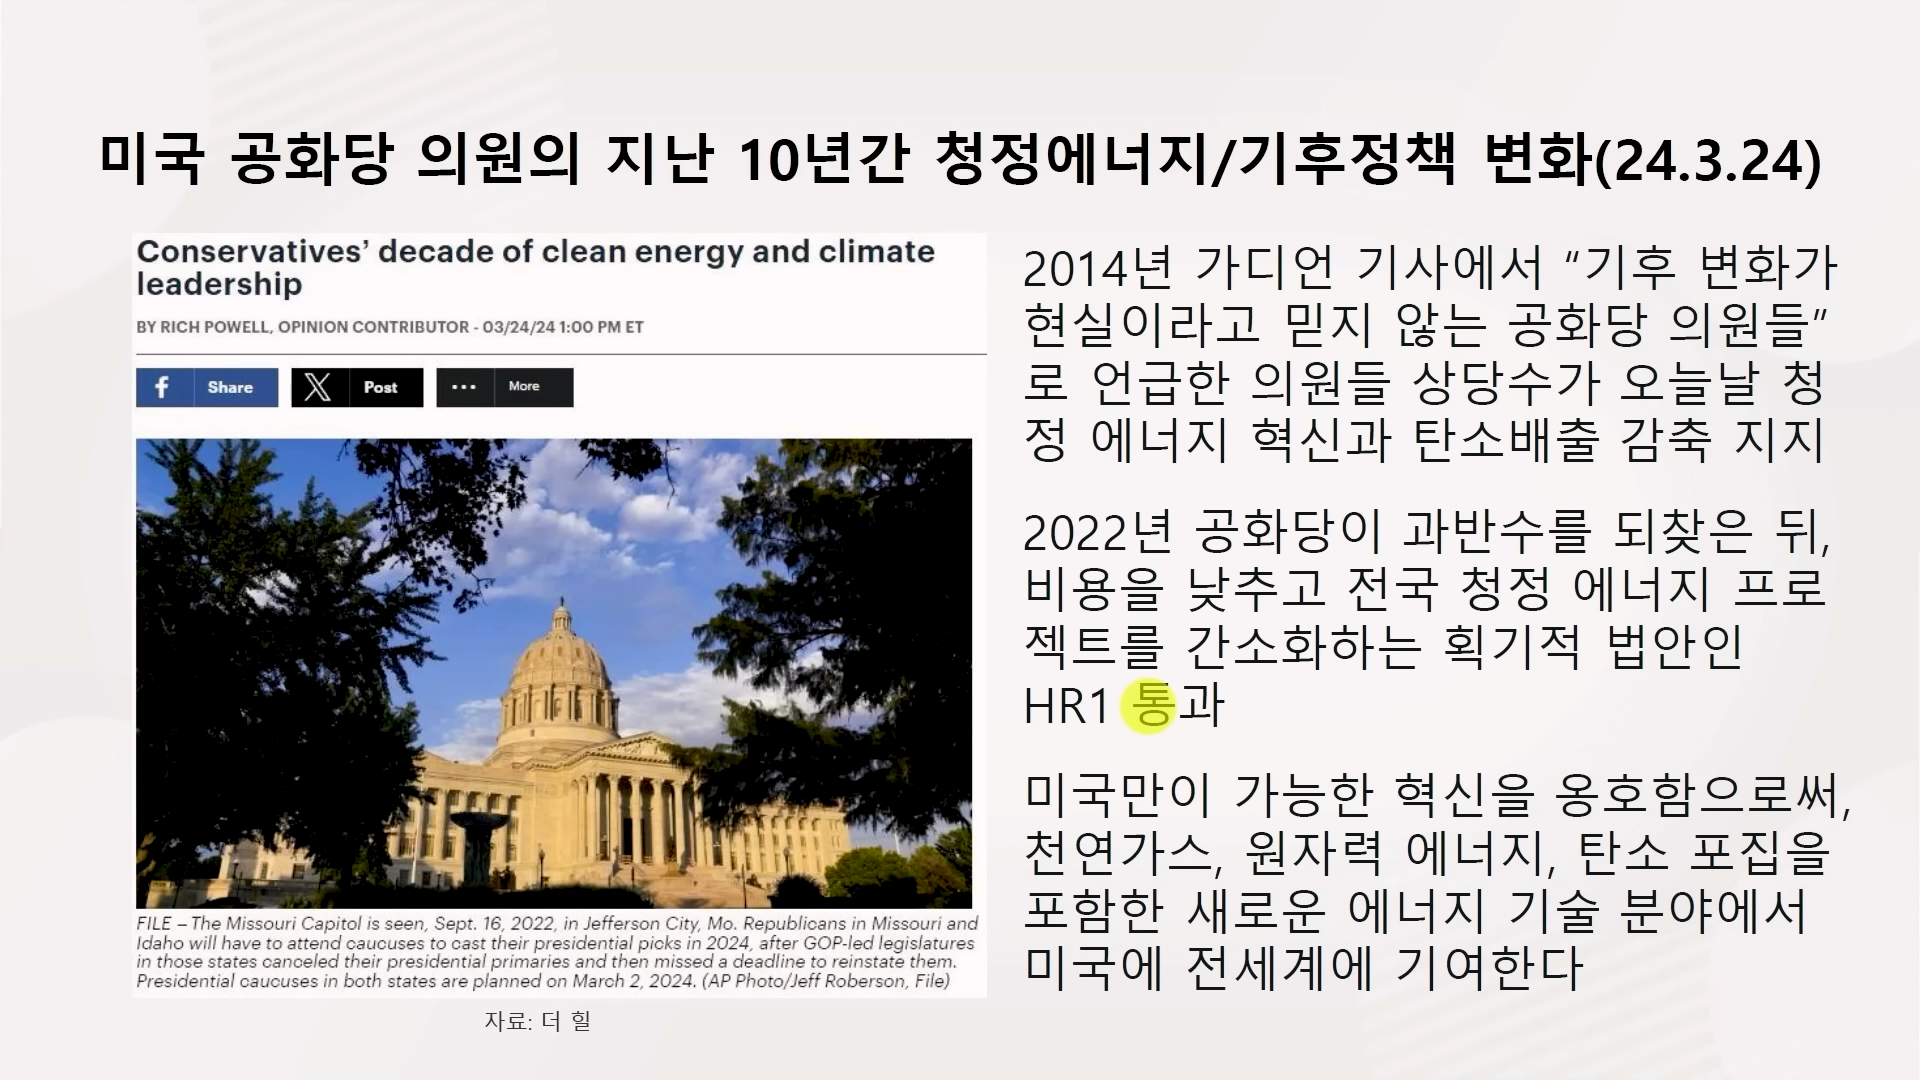 미국 공화당 의원의 지난 10년간 청정에너지/기후정책 변화(24.3.24)
Conservatives’ decade of clean energy and climate
leadership
BY RICH POWELL, OPINION CONTRIBUTOR - 03/24/24 1:00 PM ET
Share
Post
More
FILE – The Missouri Capitol is seen, Sept. 16, 2022, in Jefferson City, Mo. Republicans in Missouri and
Idaho will have to attend caucuses to cast their presidential picks in 2024, after GOP-led legislatures
in those states canceled their presidential primaries and then missed a deadline to reinstate them.
Presidential caucuses in both states are planned on March 2, 2024. (AP Photo/Jeff Roberson, File)
자료: 더 힐
2014년 가디언 기사에서 “기후 변화가
현실이라고 믿지 않는 공화당 의원들”
로 언급한 의원들 상당수가 오늘날 청
정 에너지 혁신과 탄소배출 감축 지지
2022년 공화당이 과반수를 되찾은 뒤,
비용을 낮추고 전국 청정 에너지 프로
젝트를 간소화하는 획기적 법안인
HR1 통과
미국만이 가능한 혁신을 옹호함으로써,
천연가스, 원자력 에너지, 탄소 포집을
포함한 새로운 에너지 기술 분야에서
미국에 전세계에 기여한다